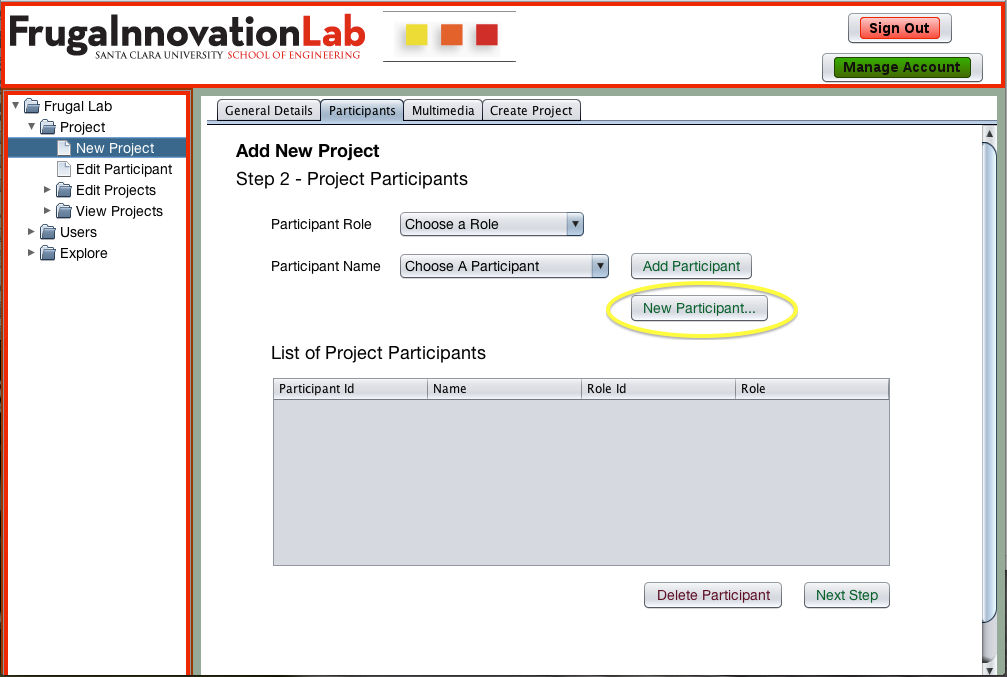 FrugalInnovationLab
SANTA CLARA UNIVERSITY SCHOOL OF ENGINEERING
Sign Out
Manage Account
Frugal Lab
Project
New Project
Edit Participant
Edit Projects
View Projects
Users
Explore
General Details Participants Multimedia Create Project
Add New Project
Step 2 - Project Participants
Participant Role Choose a Role
Participant Name Choose A Participant Add Participant
New Participant...
List of Project Participants
Participant Id Name Role Id Role
Delete Participant Next Step